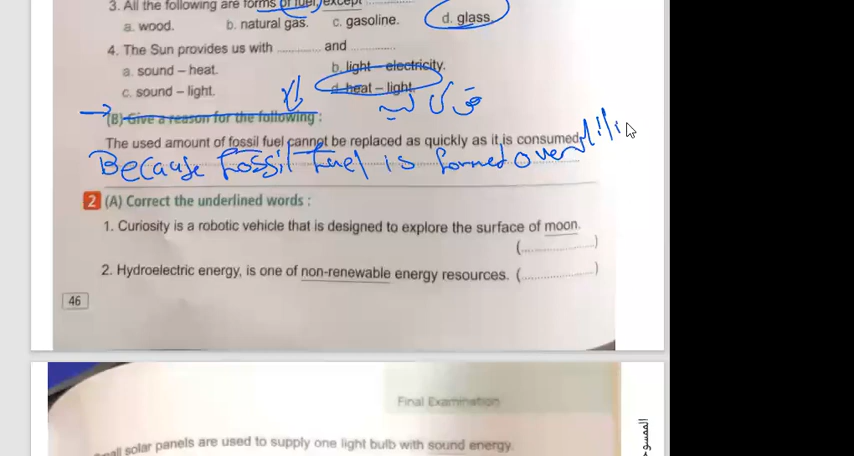 3. All the following are forms of fuel, except ..............
a. wood. b. natural gas. c. gasoline. d. glass.
4. The Sun provides us with .............. and ..............
a. sound – heat. b. light – electricity.
c. sound – light. d. heat – light.
(B) Give a reason for the following :
The used amount of fossil fuel cannot be replaced as quickly as it is consumed.
Because Fossil fuel is formed over
2 (A) Correct the underlined words :
1. Curiosity is a robotic vehicle that is designed to explore the surface of moon.
(..................)
2. Hydroelectric energy, is one of non-renewable energy resources. (..................)
46
Final Examination
solar panels are used to supply one light bulb with sound energy.